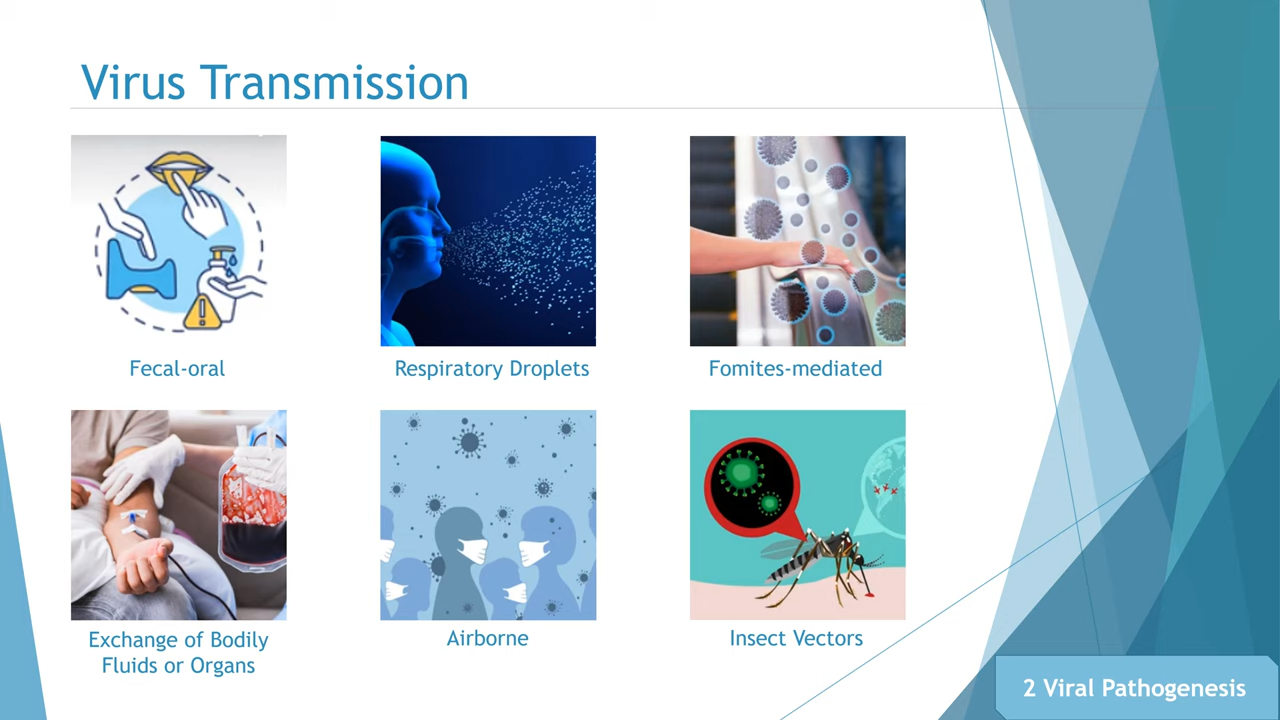 Virus Transmission
Fecal-oral
Respiratory Droplets
Fomites-mediated
Exchange of Bodily
Fluids or Organs
Airborne
Insect Vectors
2 Viral Pathogenesis